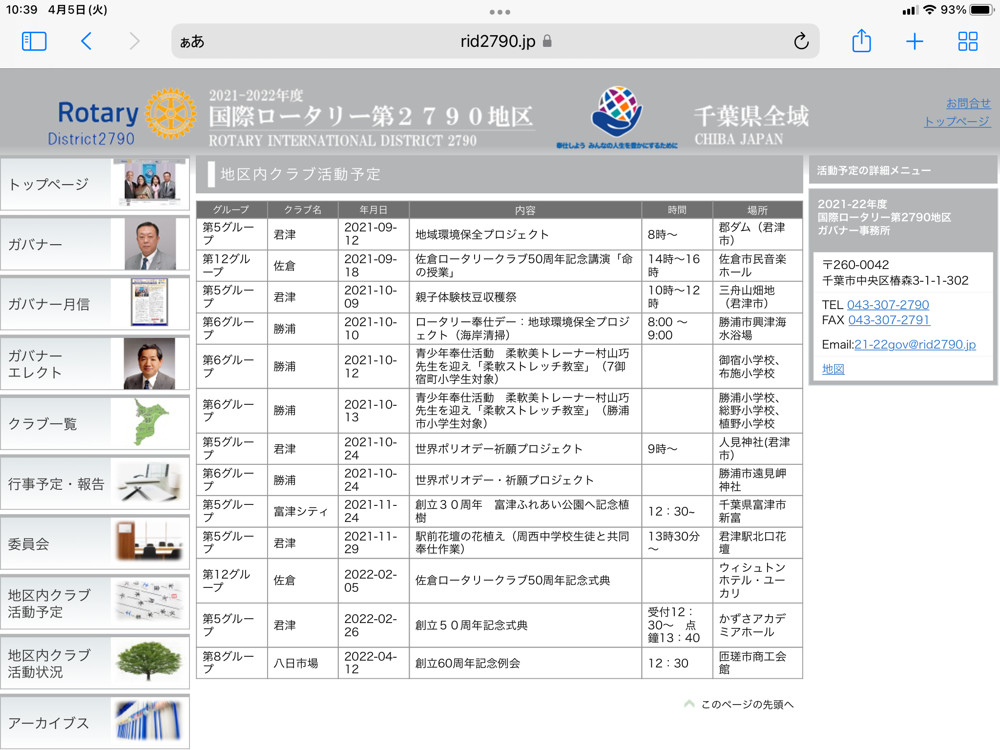 10:39 4月5日(火)
93%
ぁあ
rid2790.jp
Rotary
District2790
2021-2022年度
国際ロータリー第２７９０地区
ROTARY INTERNATIONAL DISTRICT 2790
奉仕しよう みんなの人生を豊かにするために
千葉県全域
CHIBA JAPAN
お問合せ
トップページ
トップページ
ガバナー
ガバナー月信
ガバナー
エレクト
クラブ一覧
行事予定・報告
委員会
地区内クラブ
活動予定
地区内クラブ
活動状況
アーカイブス
地区内クラブ活動予定
グループ クラブ名 年月日 内容 時間 場所
第5グルー
プ
君津
2021-09-
12
地域環境保全プロジェクト
8時～
郡ダム（君津
市）
第12グル
ープ
佐倉
2021-09-
18
佐倉ロータリークラブ50周年記念講演「命
の授業」
14時～16
時
佐倉市民音楽
ホール
第5グルー
プ
君津
2021-10-
09
親子体験枝豆収穫祭
10時～12
時
三舟山畑地
（君津市）
第6グルー
プ
勝浦
2021-10-
10
ロータリー奉仕デー：地球環境保全プロジ
ェクト（海岸清掃）
8:00 ～
9:00
勝浦市興津海
水浴場
第6グルー
プ
勝浦
2021-10-
12
青少年奉仕活動　柔軟美トレーナー村山巧
先生を迎え「柔軟ストレッチ教室」（7御
宿町小学生対象）
御宿小学校、
布施小学校
第6グルー
プ
勝浦
2021-10-
13
青少年奉仕活動　柔軟美トレーナー村山巧
先生を迎え「柔軟ストレッチ教室」（勝浦
市小学生対象）
勝浦小学校、
総野小学校、
植野小学校
第5グルー
プ
君津
2021-10-
24
世界ポリオデー祈願プロジェクト
9時～
人見神社(君津
市）
第6グルー
プ
勝浦
2021-10-
24
世界ポリオデー・祈願プロジェクト
勝浦市遠見岬
神社
第5グルー
プ
富津シティ
2021-11-
24
創立３０周年　富津ふれあい公園へ記念植
樹
12：30~
千葉県富津市
新富
第5グルー
プ
君津
2021-11-
29
駅前花壇の花植え（周西中学校生徒と共同
奉仕作業）
13時30分
～
君津駅北口花
壇
第12グル
ープ
佐倉
2022-02-
05
佐倉ロータリークラブ50周年記念式典
ウィシュトン
ホテル・ユー
カリ
第5グルー
プ
君津
2022-02-
26
創立５０周年記念式典
受付12：
30～　点
鐘13：40
かずさアカデ
ミアホール
第8グルー
プ
八日市場
2022-04-
12
創立60周年記念例会
12：30
匝瑳市商工会
館
このページの先頭へ
活動予定の詳細メニュー
2021-22年度
国際ロータリー第2790地区
ガバナー事務所
〒260-0042
千葉市中央区椿森3-1-1-302
TEL 043-307-2790
FAX 043-307-2791
Email:21-22gov@rid2790.jp
地図